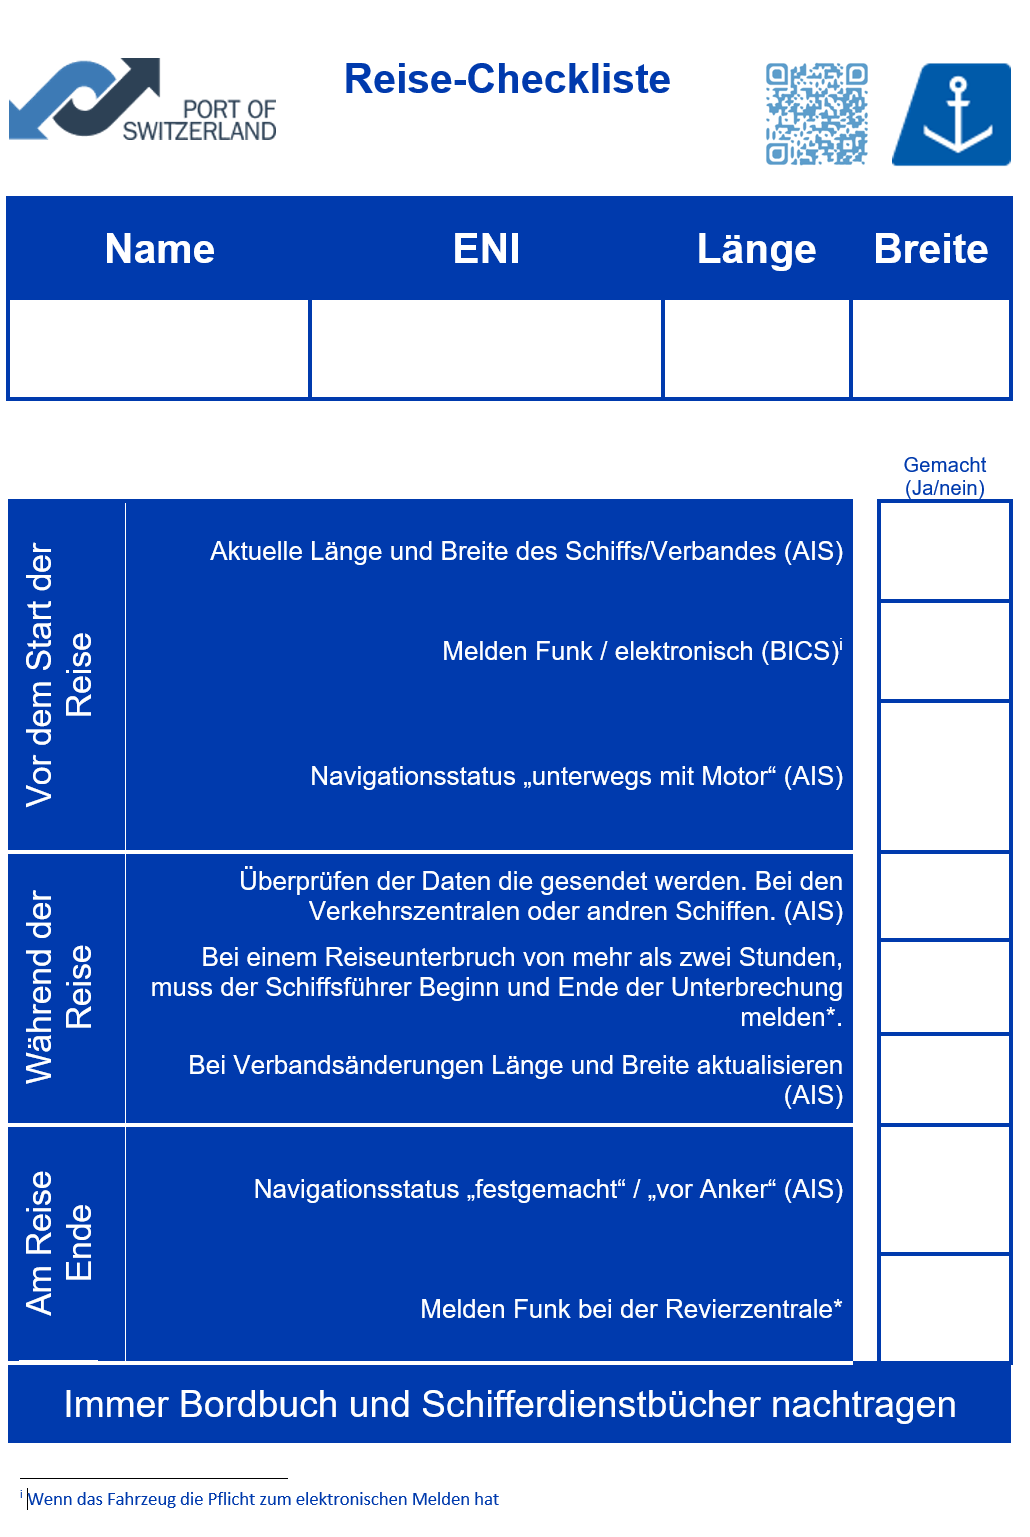 PORT OF
SWITZERLAND
Reise-Checkliste
Name ENI Länge Breite
Gemacht
(Ja/nein)
Vor dem Start der
Reise
Aktuelle Länge und Breite des Schiffs/Verbandes (AIS)
Melden Funk / elektronisch (BICS)i
Navigationsstatus „unterwegs mit Motor“ (AIS)
Während der
Reise
Überprüfen der Daten die gesendet werden. Bei den
Verkehrszentralen oder andren Schiffen. (AIS)
Bei einem Reiseunterbruch von mehr als zwei Stunden,
muss der Schiffsführer Beginn und Ende der Unterbrechung
melden*.
Bei Verbandsänderungen Länge und Breite aktualisieren
(AIS)
Am Reise
Ende
Navigationsstatus „festgemacht“ / „vor Anker“ (AIS)
Melden Funk bei der Revierzentrale*
Immer Bordbuch und Schifferdienstbücher nachtragen
i Wenn das Fahrzeug die Pflicht zum elektronischen Melden hat